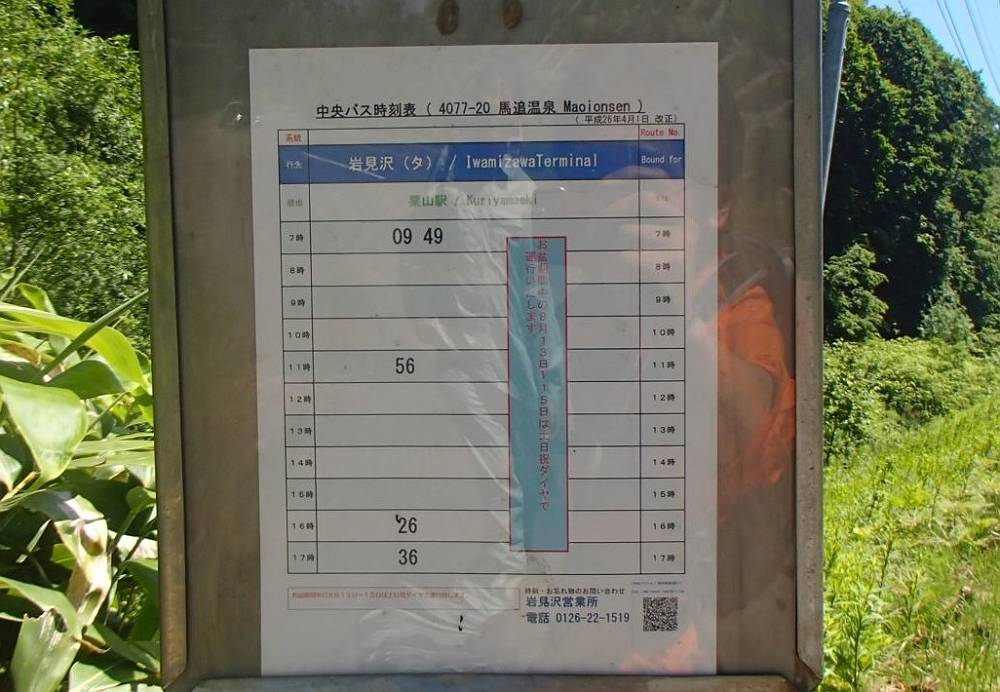 中央バス時刻表 ( 4077-20 馬追温泉 Maoionsen )
( 平成26年4月1日 改正)
系統 Route No.
行先 岩見沢（タ） / IwamizawaTerminal Bound for
経由 栗山駅 / Kuriyamaeki
7時 09 49 7時
8時 8時
9時 9時
10時 10時
11時 56 11時
12時 12時
13時 13時
14時 14時
15時 15時
16時 26 16時
17時 36 17時
お盆期間中の8月13日〜15日は土日祝ダイヤで
運行いたします
時刻・お忘れ物のお問い合わせ
岩見沢営業所
電話 0126-22-1519